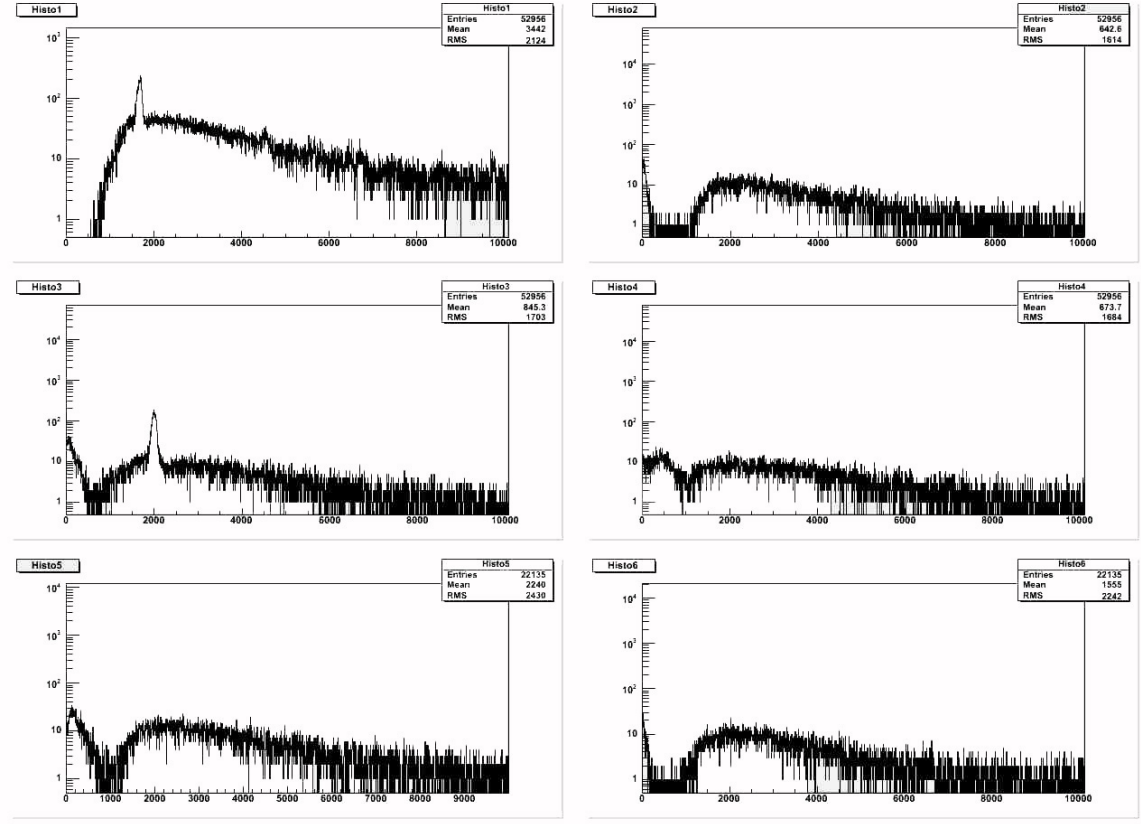 Histo1
Histo1
Entries 52956
Mean 3442
RMS 2124
10³
10²
10
1
0 2000 4000 6000 8000 10000
Histo2
Histo2
Entries 52956
Mean 642.6
RMS 1614
10⁴
10³
10²
10
1
0 2000 4000 6000 8000 10000
Histo3
Histo3
Entries 52956
Mean 845.3
RMS 1703
10⁴
10³
10²
10
1
0 2000 4000 6000 8000 10000
Histo4
Histo4
Entries 52956
Mean 673.7
RMS 1684
10⁴
10³
10²
10
1
0 2000 4000 6000 8000 10000
Histo5
Histo5
Entries 22135
Mean 2240
RMS 2430
10⁴
10³
10²
10
1
0 1000 2000 3000 4000 5000 6000 7000 8000 9000
Histo6
Histo6
Entries 22135
Mean 1555
RMS 2242
10⁴
10³
10²
10
1
0 2000 4000 6000 8000 10000